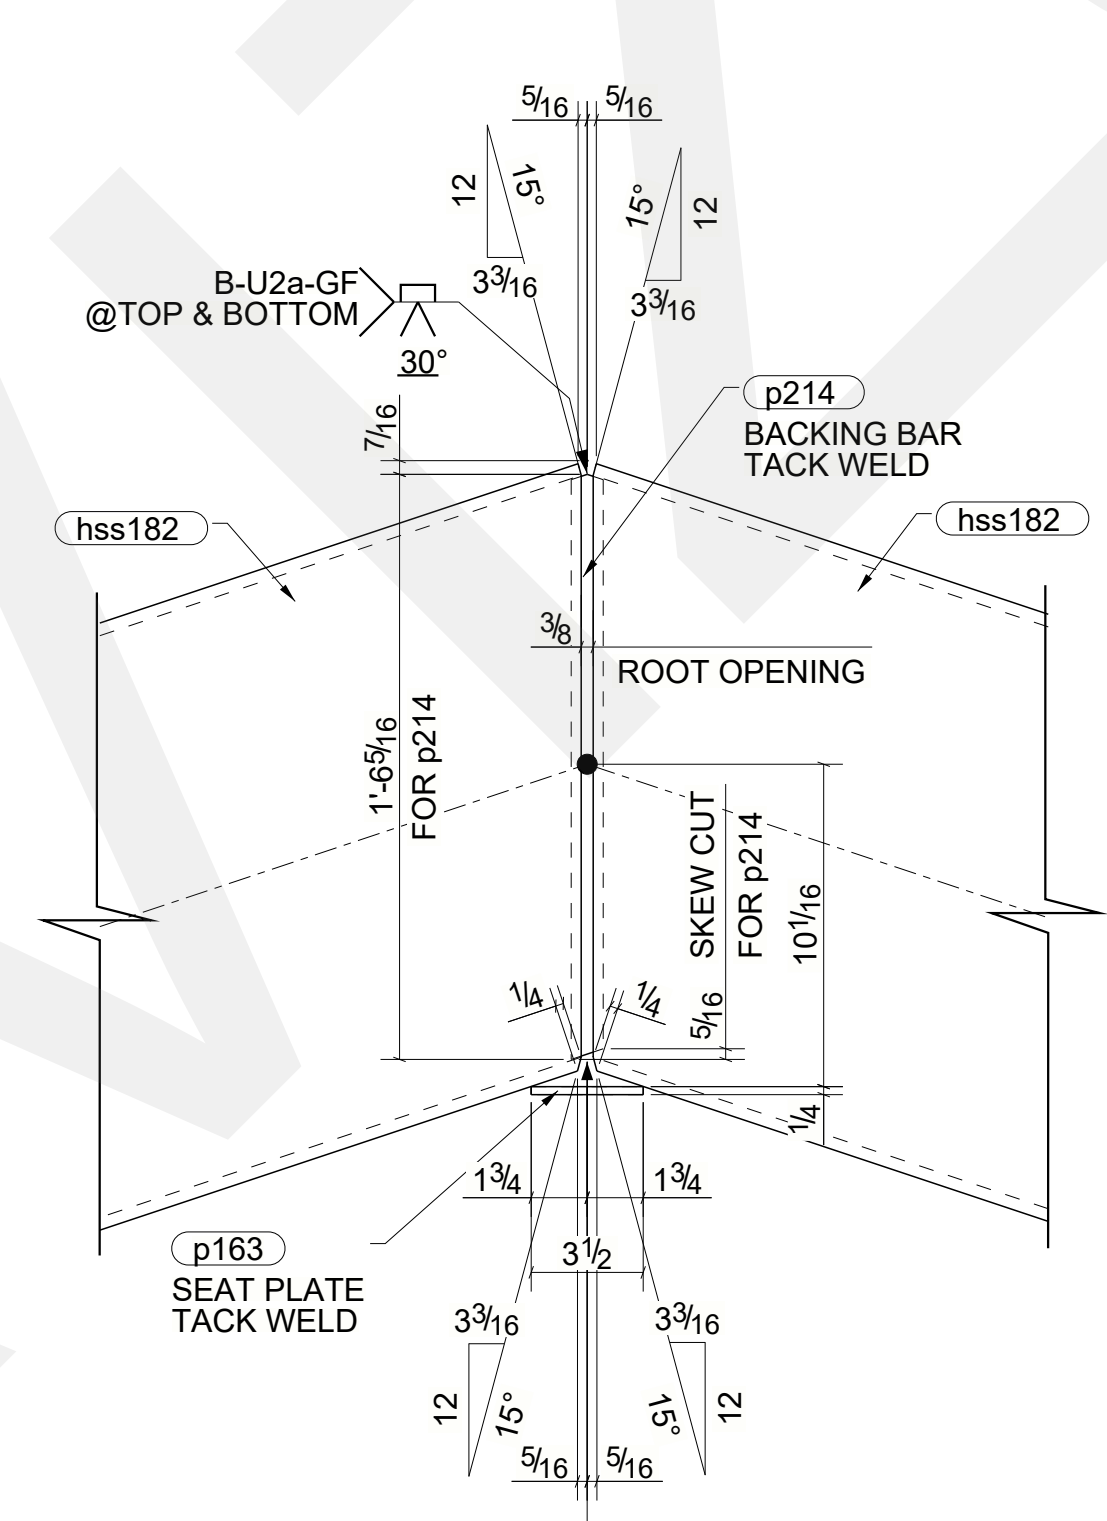 5/16
5/16
12
15°
15°
12
3 3/16
3 3/16
B-U2a-GF
@TOP & BOTTOM
30°
p214
BACKING BAR
TACK WELD
7/16
hss182
hss182
3/8
ROOT OPENING
1'-6 5/16
FOR p214
SKEW CUT
FOR p214
10 1/16
1/4
1/4
5/16
1/4
1 3/4
1 3/4
p163
SEAT PLATE
TACK WELD
3 1/2
3 3/16
3 3/16
12
15°
15°
12
5/16
5/16